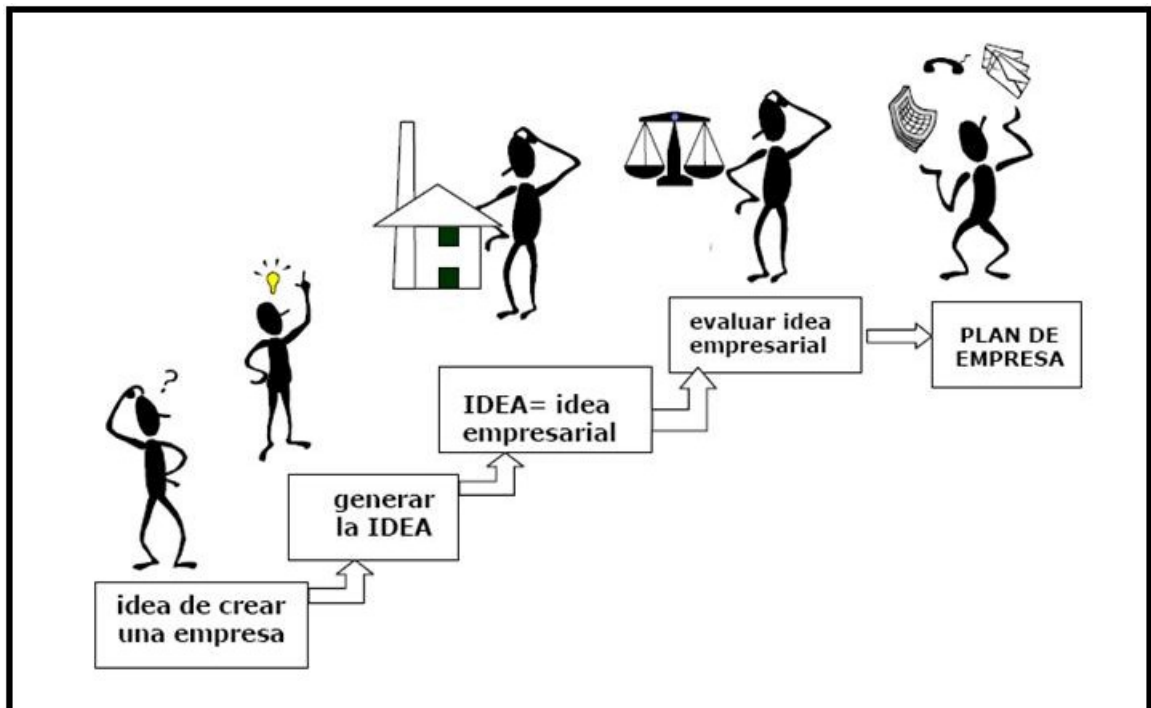 ?
idea de crear
una empresa
generar
la IDEA
IDEA= idea
empresarial
evaluar idea
empresarial
PLAN DE
EMPRESA